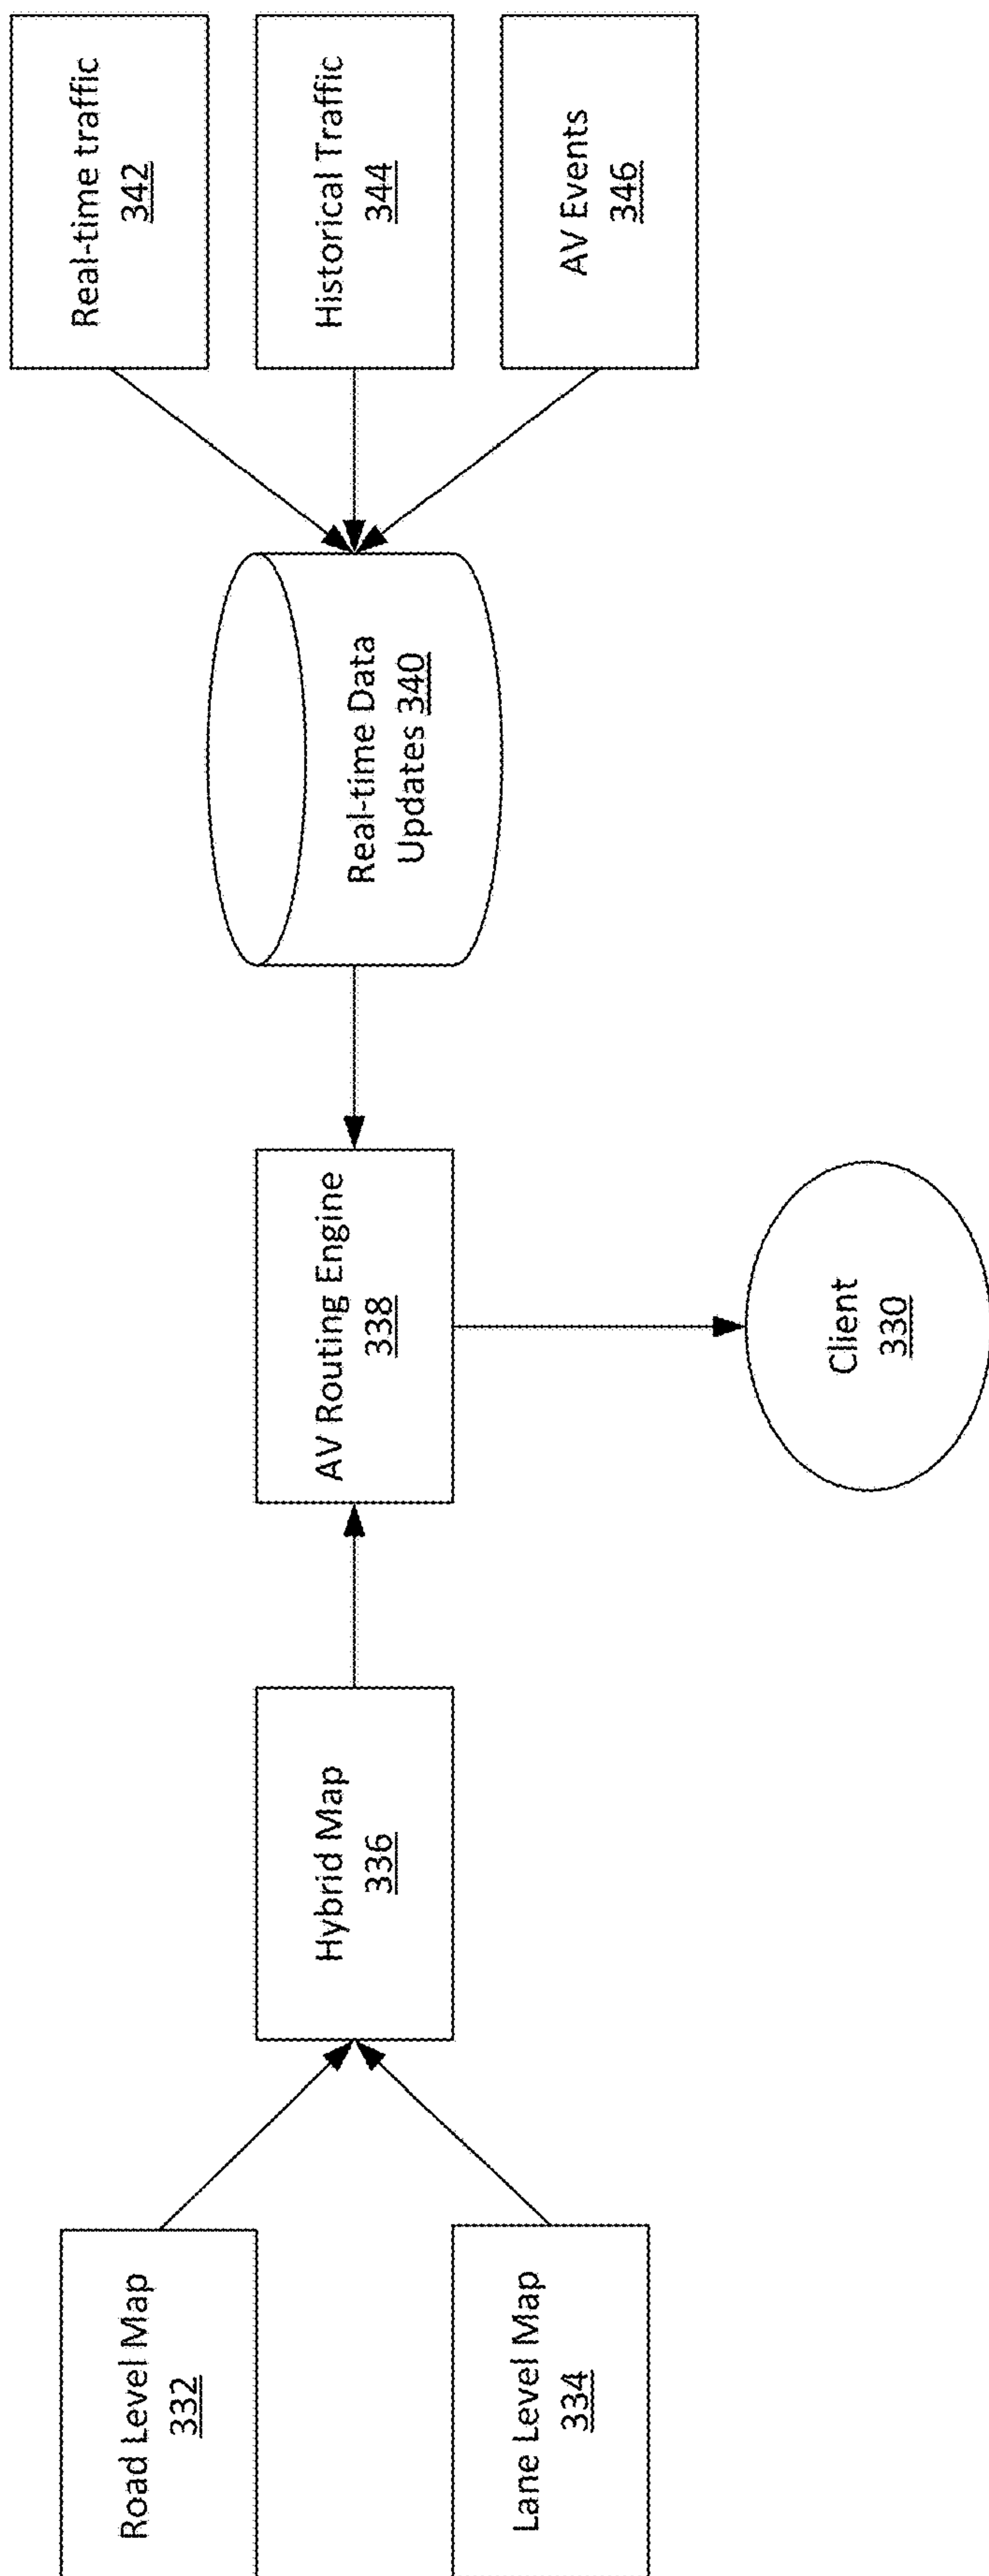 Road Level Map
332
Lane Level Map
334
Hybrid Map
336
AV Routing Engine
338
Client
330
Real-time Data
Updates 340
Real-time traffic
342
Historical Traffic
344
AV Events
346